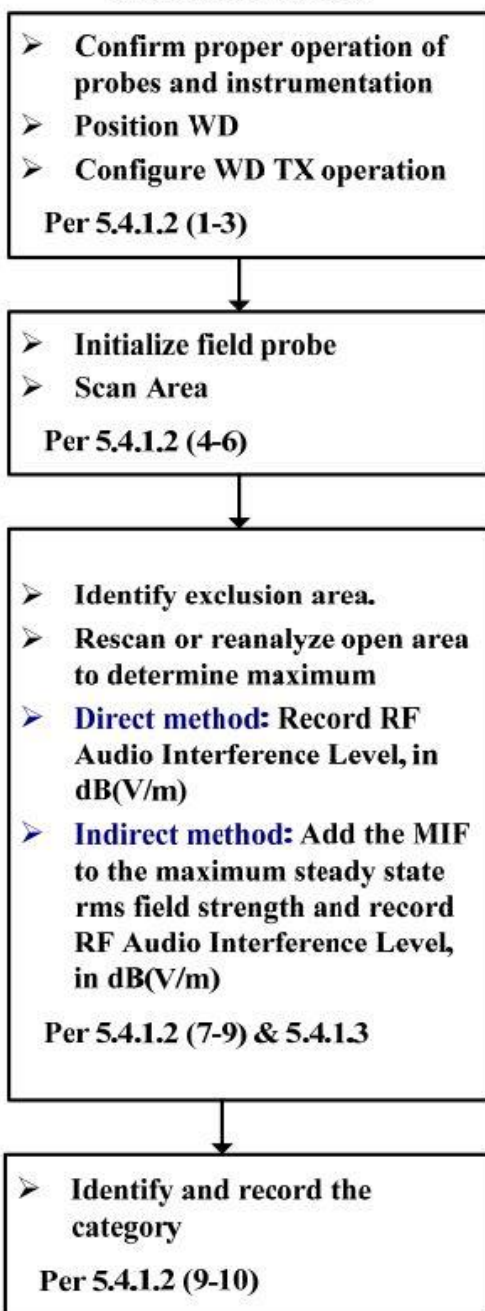 ➢ Confirm proper operation of
probes and instrumentation
➢ Position WD
➢ Configure WD TX operation
Per 5.4.1.2 (1-3)
➢ Initialize field probe
➢ Scan Area
Per 5.4.1.2 (4-6)
➢ Identify exclusion area.
➢ Rescan or reanalyze open area
to determine maximum
➢ Direct method: Record RF
Audio Interference Level, in
dB(V/m)
➢ Indirect method: Add the MIF
to the maximum steady state
rms field strength and record
RF Audio Interference Level,
in dB(V/m)
Per 5.4.1.2 (7-9) & 5.4.1.3
➢ Identify and record the
category
Per 5.4.1.2 (9-10)